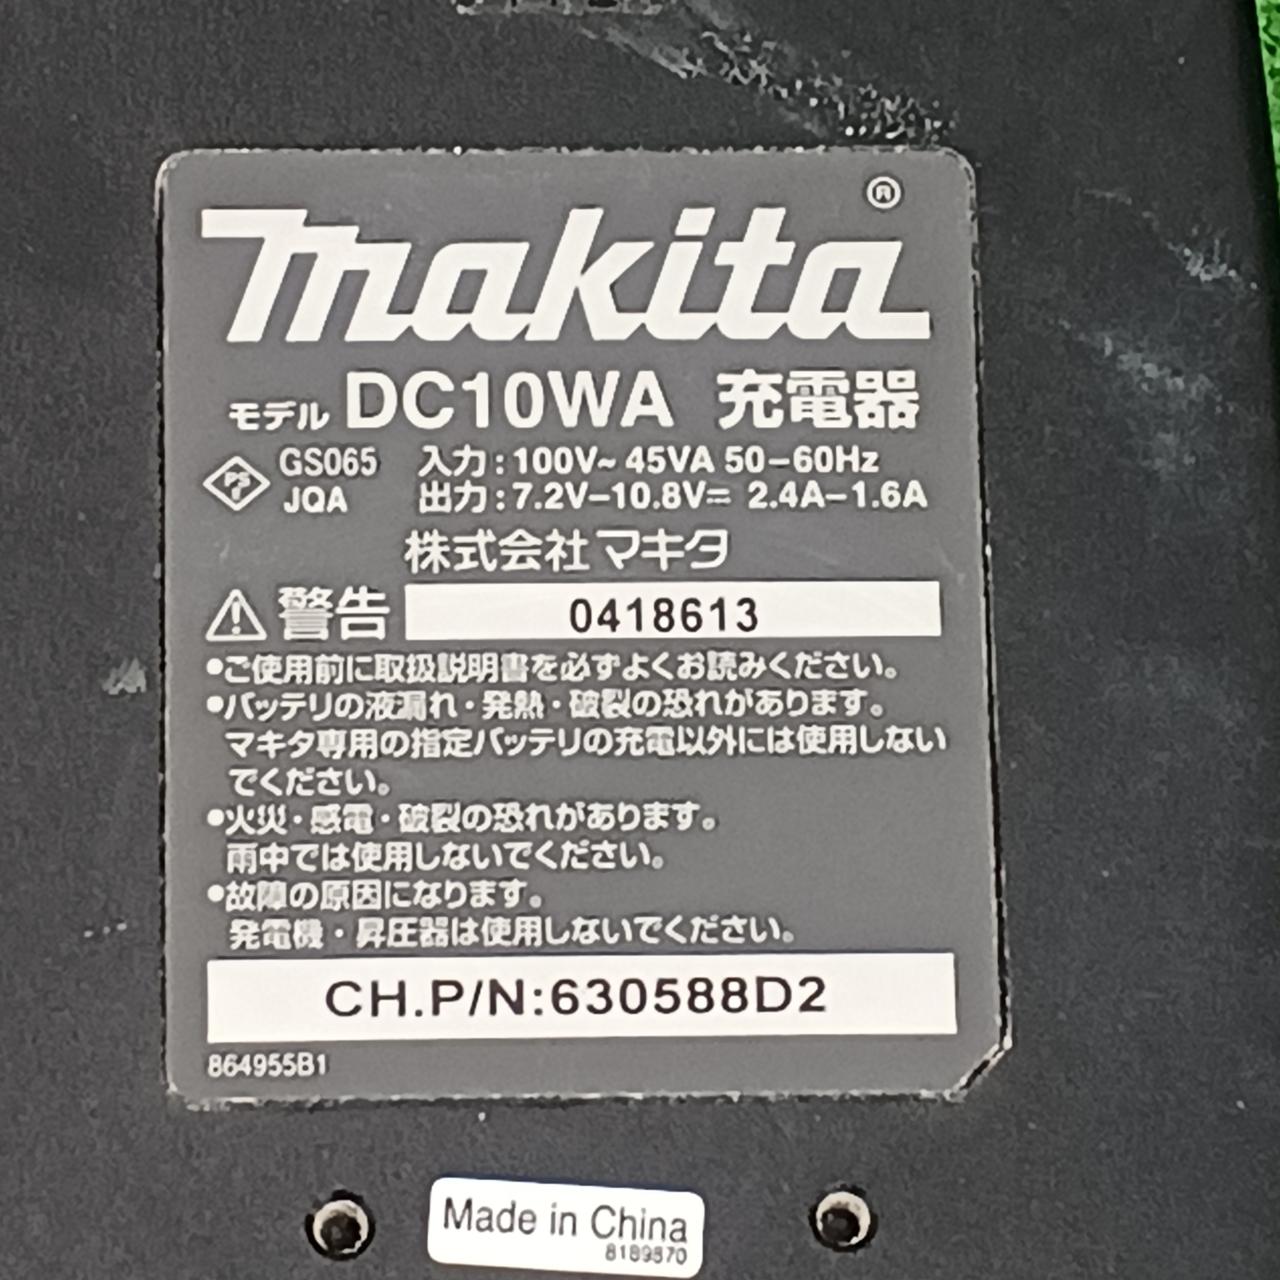 makita®
モデル DC10WA 充電器
PS E GS065 入力:100V~ 45VA 50-60Hz
JQA 出力:7.2V-10.8V⎓ 2.4A-1.6A
株式会社マキタ
警告 0418613
•ご使用前に取扱説明書を必ずよくお読みください。
•バッテリの液漏れ・発熱・破裂の恐れがあります。
マキタ専用の指定バッテリの充電以外には使用しない
でください。
•火災・感電・破裂の恐れがあります。
雨中では使用しないでください。
•故障の原因になります。
発電機・昇圧器は使用しないでください。
CH.P/N:630588D2
864955B1
Made in China
8189870